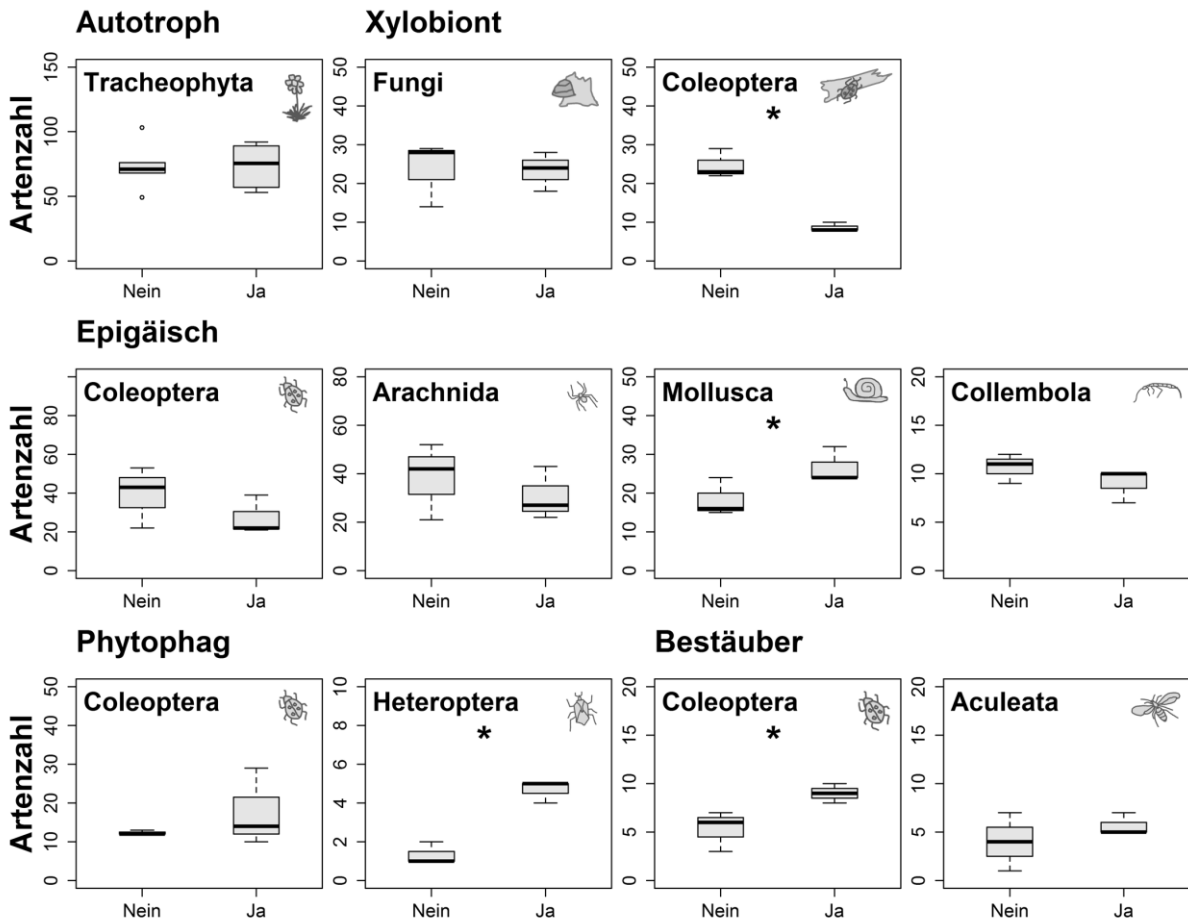 Autotroph Xylobiont
Artenzahl
Tracheophyta
0 50 100 150
Nein Ja
Fungi
0 10 20 30 40 50
Nein Ja
Coleoptera
*
0 10 20 30 40 50
Nein Ja
Epigäisch
Artenzahl
Coleoptera
0 20 40 60 80
Nein Ja
Arachnida
0 20 40 60 80
Nein Ja
Mollusca
*
0 10 20 30 40 50
Nein Ja
Collembola
0 5 10 15 20
Nein Ja
Phytophag Bestäuber
Artenzahl
Coleoptera
0 10 20 30 40 50
Nein Ja
Heteroptera
*
0 2 4 6 8 10
Nein Ja
Coleoptera
*
0 5 10 15 20
Nein Ja
Aculeata
0 5 10 15 20
Nein Ja